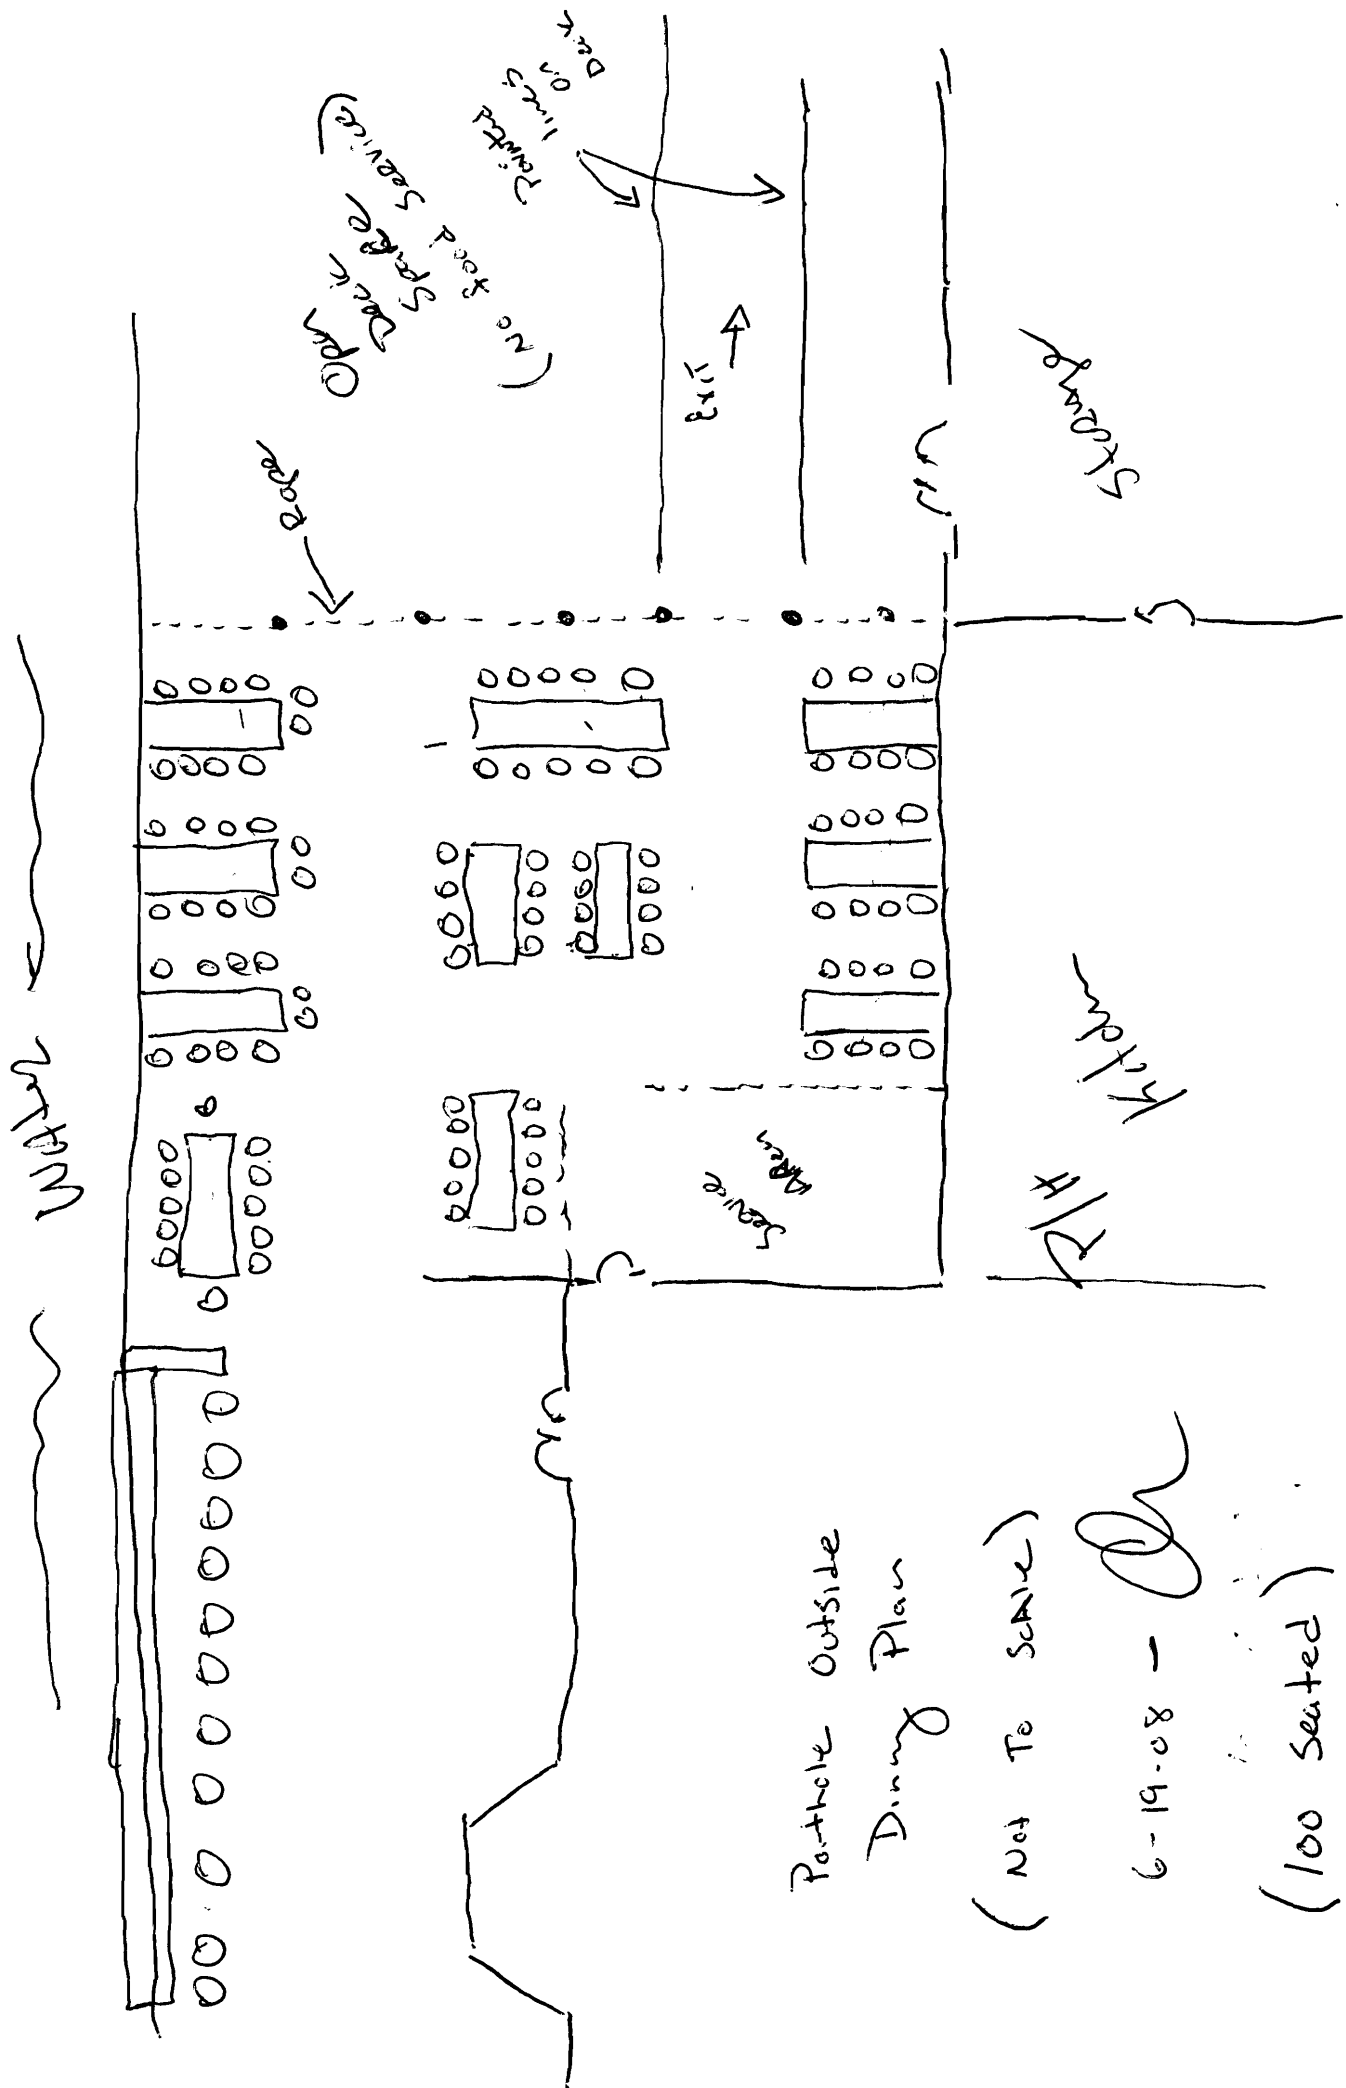 Water
Rope
Open
Deck
Space
(No food Service)
Painted
lines
on
Deck
Exit
Storage
Service
Area
Kitchen
R/H
Porthole Outside
Dining Plan
(Not To Scale)
6-19-08 -
(100 Seated)